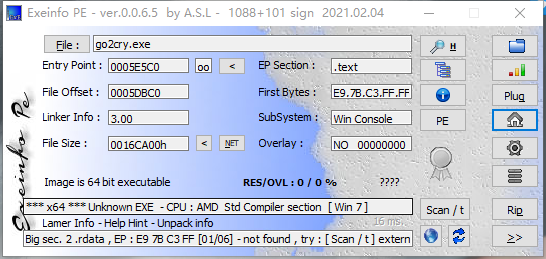 Exeinfo PE - ver.0.0.6.5 by A.S.L - 1088+101 sign 2021.02.04
File : go2cry.exe H
Entry Point : 0005E5C0 oo < EP Section : .text
File Offset : 0005DBC0 First Bytes : E9.7B.C3.FF.FF Plug
Linker Info : 3.00 SubSystem : Win Console PE
File Size : 0016CA00h < NET Overlay : NO 00000000
Image is 64 bit executable RES/OVL : 0 / 0 % ????
Exeinfo Pe
*** x64 *** Unknown EXE - CPU : AMD Std Compiler section [ Win 7 ] Scan / t Rip
Lamer Info - Help Hint - Unpack info 16 ms.
Big sec. 2 .rdata , EP : E9 7B C3 FF [01/06] - not found , try : [ Scan / t ] extern >>